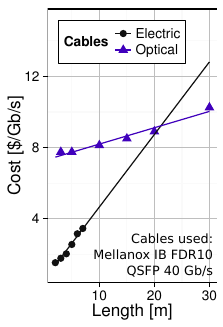 Cables
Electric
Optical
Cost [$/Gb/s]
12
8
4
Cables used:
Mellanox IB FDR10
QSFP 40 Gb/s
10
20
30
Length [m]